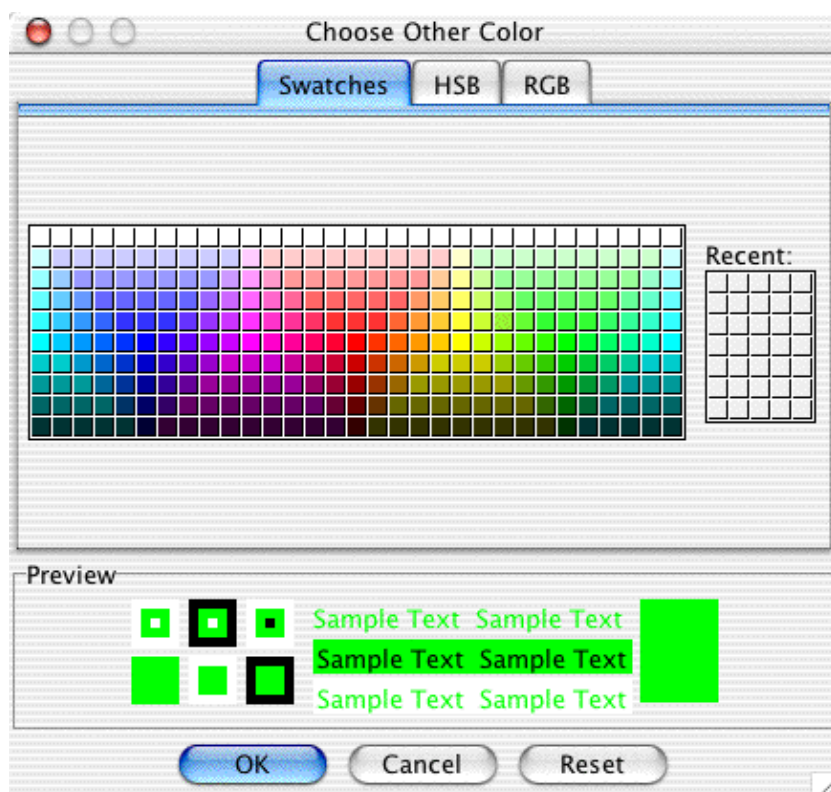 Choose Other Color
Swatches HSB RGB
Recent:
Preview
Sample Text Sample Text
Sample Text Sample Text
Sample Text Sample Text
OK Cancel Reset